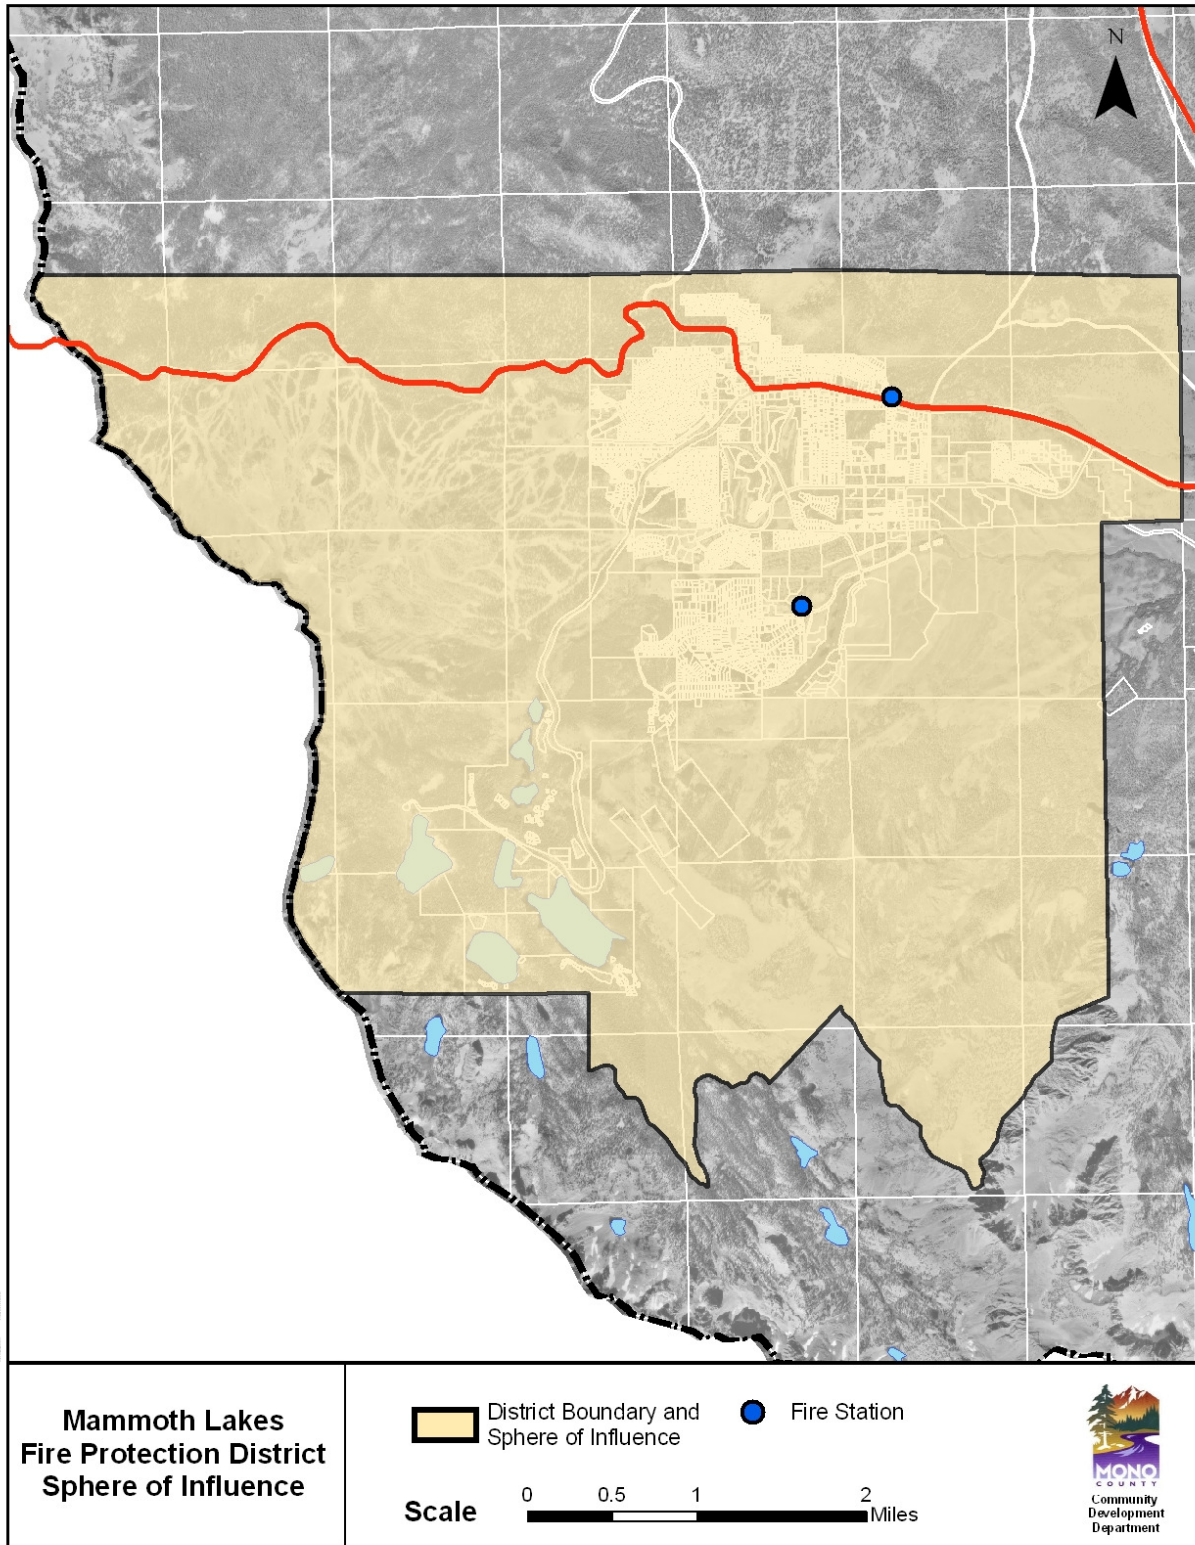 N
Mammoth Lakes
Fire Protection District
Sphere of Influence
District Boundary and
Sphere of Influence
Fire Station
Scale
0 0.5 1 2
Miles
MONO
COUNTY
Community
Development
Department